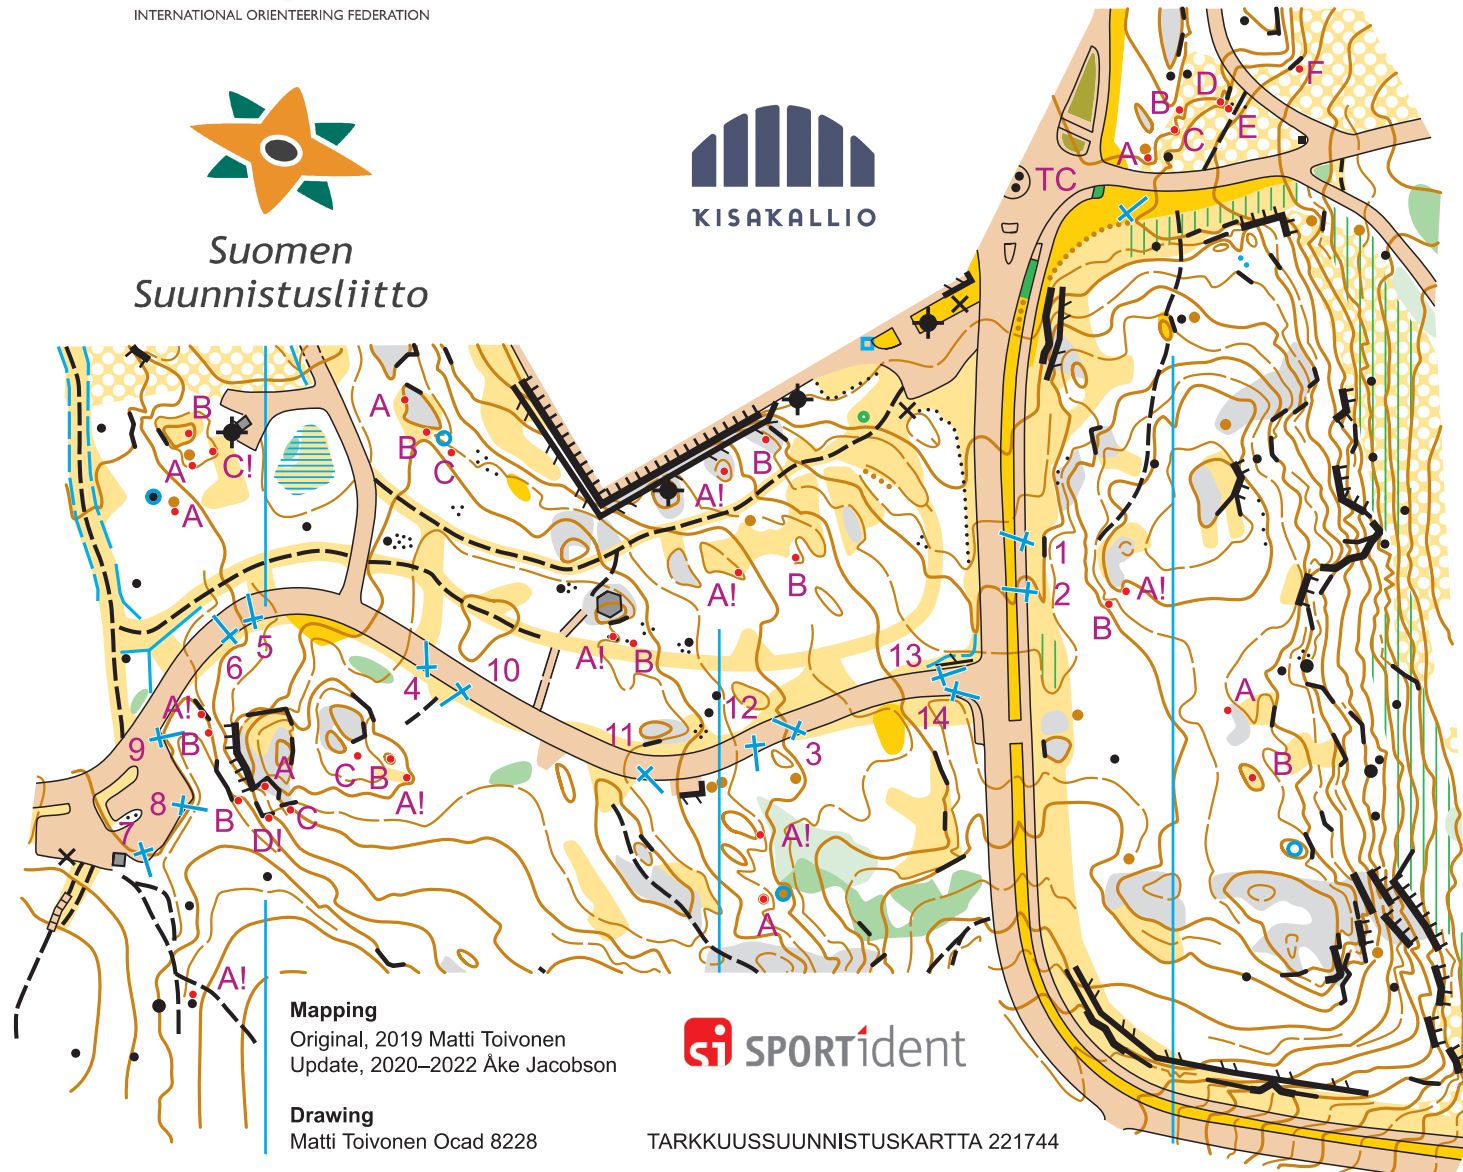 INTERNATIONAL ORIENTEERING FEDERATION
Suomen
Suunnistusliitto
KISAKALLIO
F
D
B
E
C
A
TC
A
B
C!
A
A
B
C
B
A!
A!
B
1
2
A!
B
A!
B
5
6
4
10
13
14
12
11
3
A!
B
9
8
7
A
C
B
A!
B
C
D!
A
B
A!
A
A!
Mapping
Original, 2019 Matti Toivonen
Update, 2020–2022 Åke Jacobson
Drawing
Matti Toivonen Ocad 8228
si SPORTident
TARKKUUSSUUNNISTUSKARTTA 221744